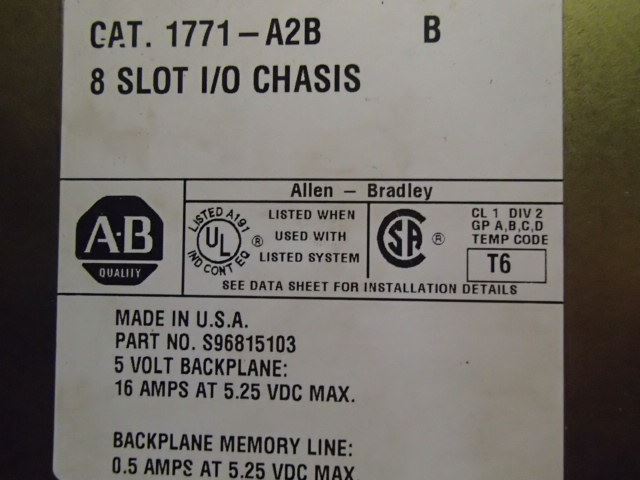 CAT. 1771-A2B B
8 SLOT I/O CHASIS
Allen - Bradley
A·B
QUALITY
LISTED A191
UL ®
IND CONT EQ
LISTED WHEN
USED WITH
LISTED SYSTEM
SA ®
CL 1 DIV 2
GP A,B,C,D
TEMP CODE
T6
SEE DATA SHEET FOR INSTALLATION DETAILS
MADE IN U.S.A.
PART NO. S96815103
5 VOLT BACKPLANE:
16 AMPS AT 5.25 VDC MAX.
BACKPLANE MEMORY LINE:
0.5 AMPS AT 5.25 VDC MAX